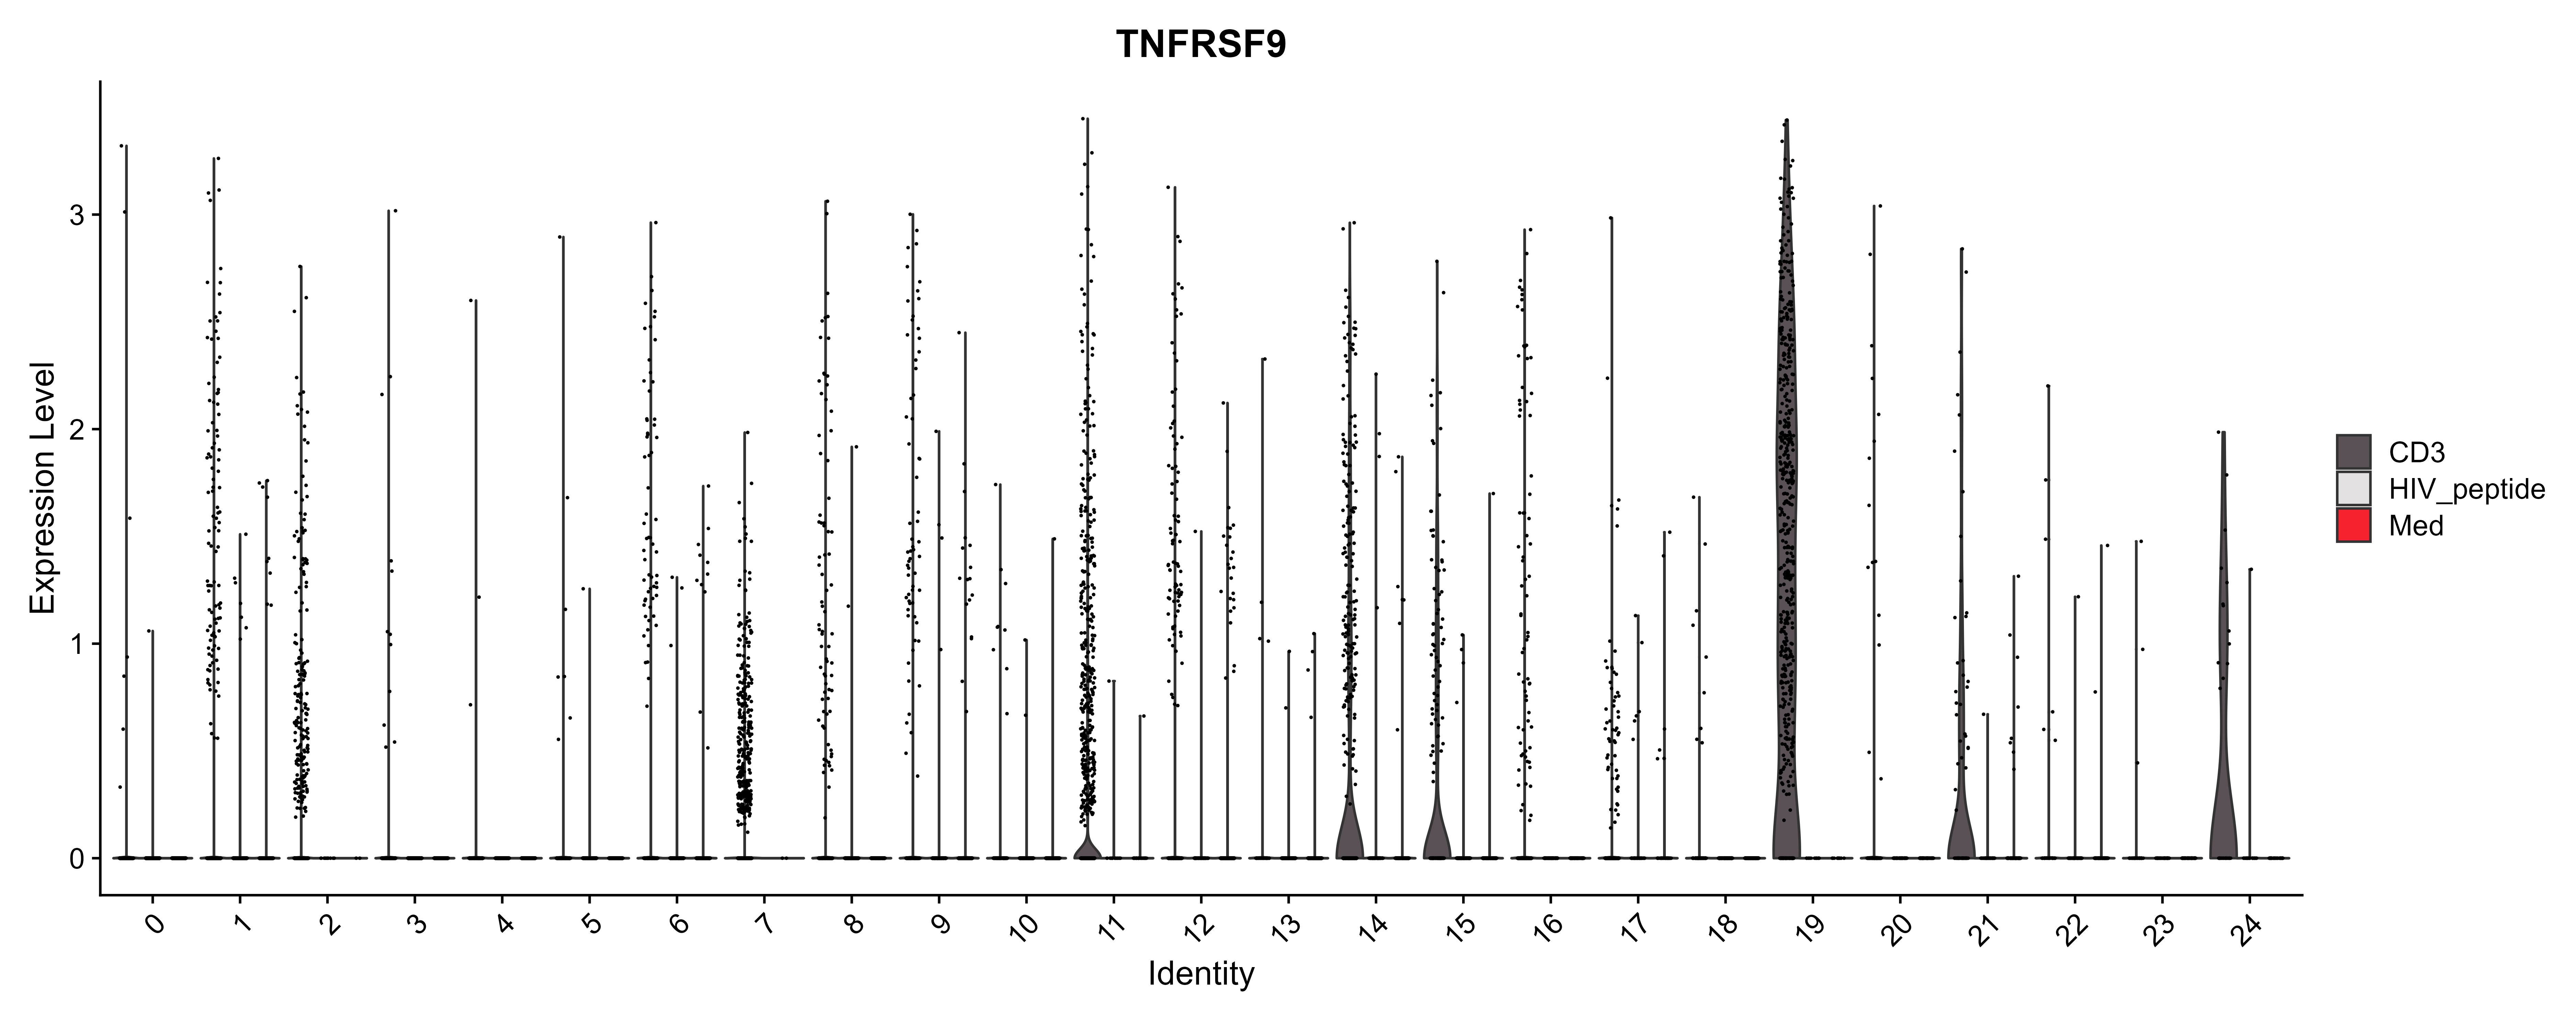 TNFRSF9
Expression Level
3
2
1
0
0 1 2 3 4 5 6 7 8 9 10 11 12 13 14 15 16 17 18 19 20 21 22 23 24
Identity
CD3
HIV_peptide
Med